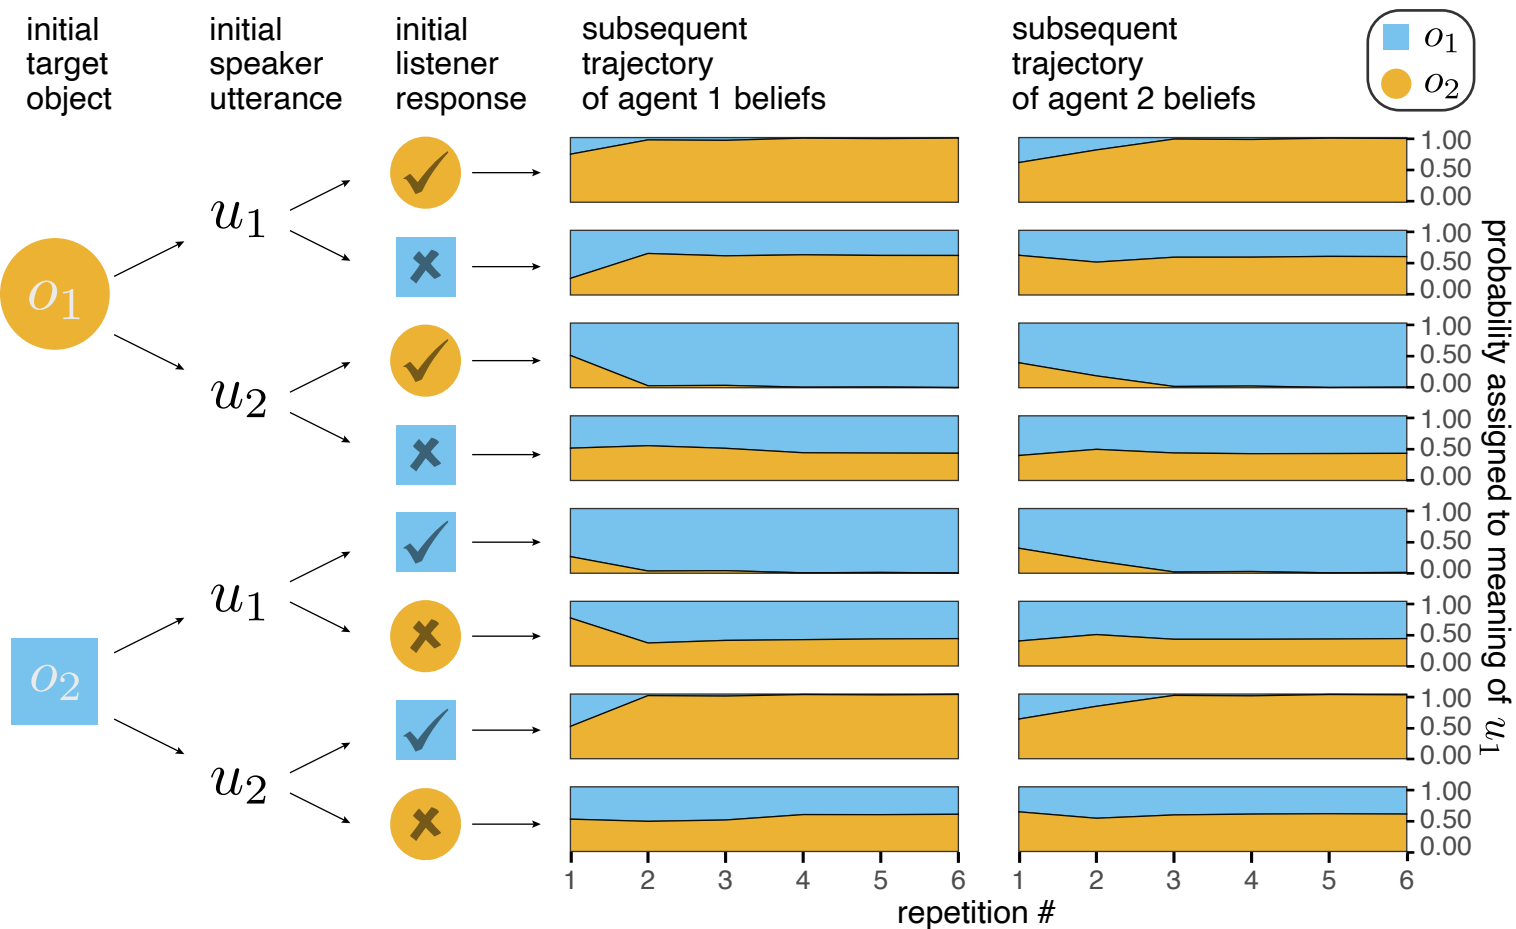 initial
target
object
initial
speaker
utterance
initial
listener
response
subsequent
trajectory
of agent 1 beliefs
subsequent
trajectory
of agent 2 beliefs
o₁
o₂
o₁
u₁
u₂
o₂
u₁
u₂
1.00
0.50
0.00
1.00
0.50
0.00
1.00
0.50
0.00
1.00
0.50
0.00
1.00
0.50
0.00
1.00
0.50
0.00
1.00
0.50
0.00
1.00
0.50
0.00
probability assigned to meaning of u₁
1 2 3 4 5 6
1 2 3 4 5 6
repetition #